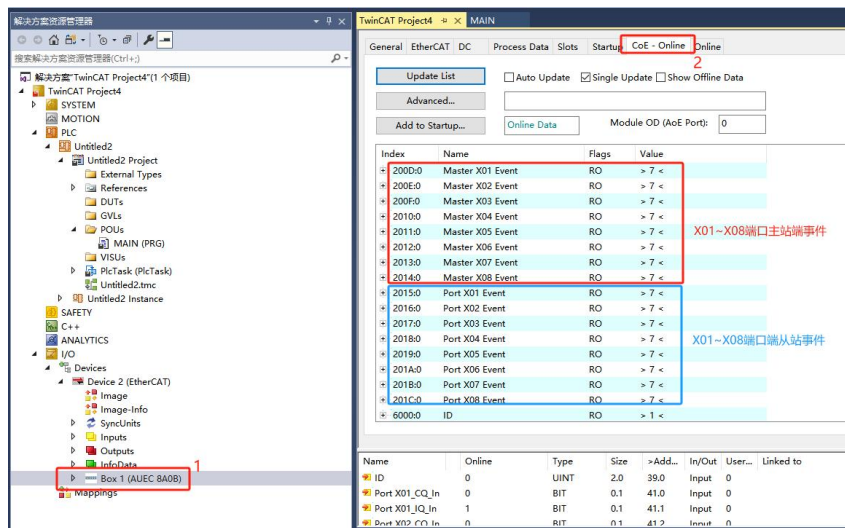 解决方案资源管理器
搜索解决方案资源管理器(Ctrl+;)
解决方案"TwinCAT Project4"(1 个项目)
TwinCAT Project4
SYSTEM
MOTION
PLC
Untitled2
Untitled2 Project
External Types
References
DUTs
GVLs
POUs
MAIN (PRG)
VISUs
PlcTask (PlcTask)
Untitled2.tmc
Untitled2 Instance
SAFETY
C++
ANALYTICS
I/O
Devices
Device 2 (EtherCAT)
Image
Image-Info
SyncUnits
Inputs
Outputs
InfoData
1
Box 1 (AUEC 8A0B)
Mappings
TwinCAT Project4 MAIN
General EtherCAT DC Process Data Slots Startup CoE - Online Online
2
Update List Auto Update Single Update Show Offline Data
Advanced...
Add to Startup... Online Data Module OD (AoE Port): 0
Index Name Flags Value
200D:0 Master X01 Event RO > 7 <
200E:0 Master X02 Event RO > 7 <
200F:0 Master X03 Event RO > 7 <
2010:0 Master X04 Event RO > 7 <
2011:0 Master X05 Event RO > 7 <
X01~X08端口主站端事件
2012:0 Master X06 Event RO > 7 <
2013:0 Master X07 Event RO > 7 <
2014:0 Master X08 Event RO > 7 <
2015:0 Port X01 Event RO > 7 <
2016:0 Port X02 Event RO > 7 <
2017:0 Port X03 Event RO > 7 <
2018:0 Port X04 Event RO > 7 <
X01~X08端口端从站事件
2019:0 Port X05 Event RO > 7 <
201A:0 Port X06 Event RO > 7 <
201B:0 Port X07 Event RO > 7 <
201C:0 Port X08 Event RO > 7 <
6000:0 ID RO > 1 <
Name Online Type Size >Add... In/Out User... Linked to
ID 0 UINT 2.0 39.0 Input 0
Port X01_CQ_In 0 BIT 0.1 41.0 Input 0
Port X01_IQ_In 1 BIT 0.1 41.1 Input 0
Port X02_CQ_In 0 BIT 0.1 41.2 Input 0